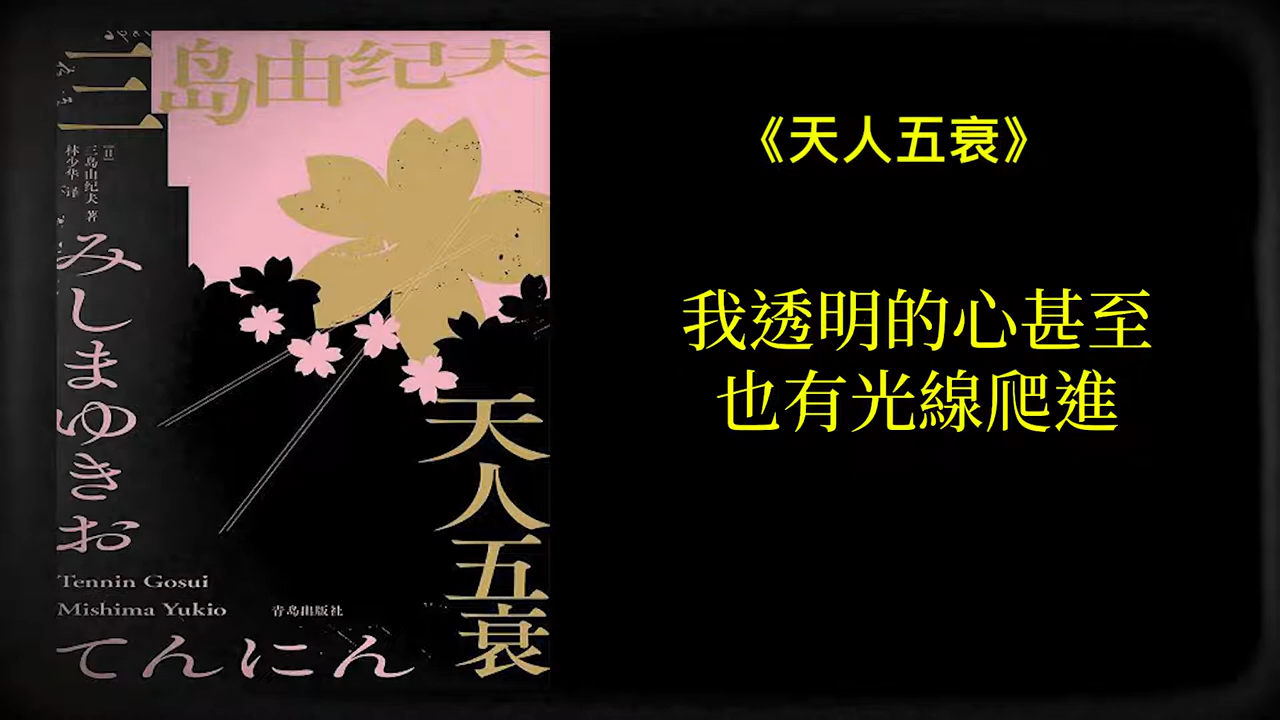 三島由纪夫
[日]
三岛由纪夫 著
林少华 译
みしまゆきお
天人五衰
Tennin Gosui
Mishima Yukio
青岛出版社
てんにん
《天人五衰》
我透明的心甚至
也有光線爬進